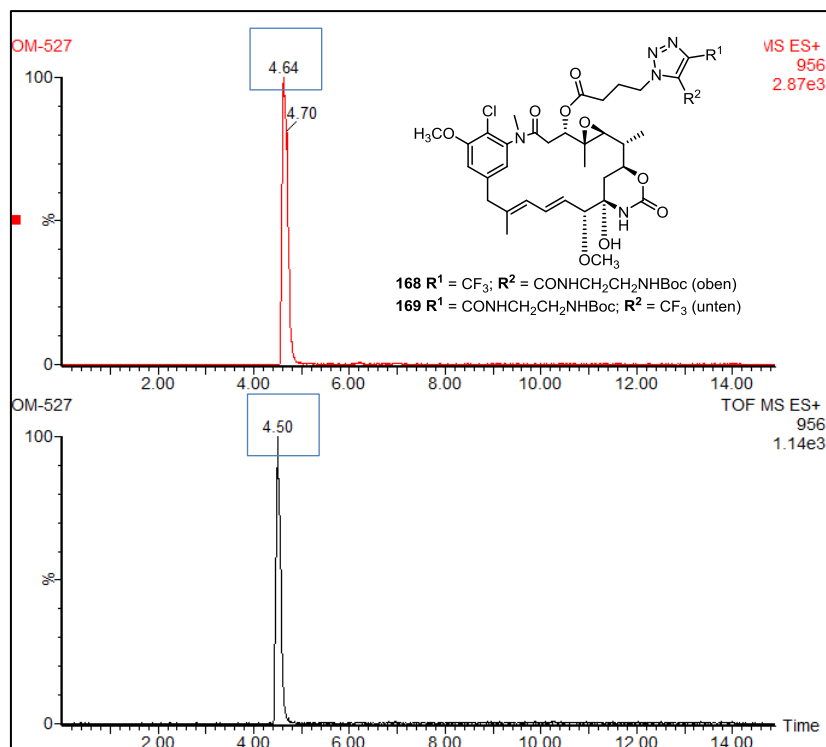 OM-527
MS ES+
956
2.87e3
100
4.64
4.70
%
0
2.00 4.00 6.00 8.00 10.00 12.00 14.00
N N N R¹ R²
O O O O
Cl H₃CO N O
O N H O
OH
OCH₃
168 R¹ = CF₃; R² = CONHCH₂CH₂NHBoc (oben)
169 R¹ = CONHCH₂CH₂NHBoc; R² = CF₃ (unten)
OM-527
TOF MS ES+
956
1.14e3
100
4.50
%
0
Time
2.00 4.00 6.00 8.00 10.00 12.00 14.00